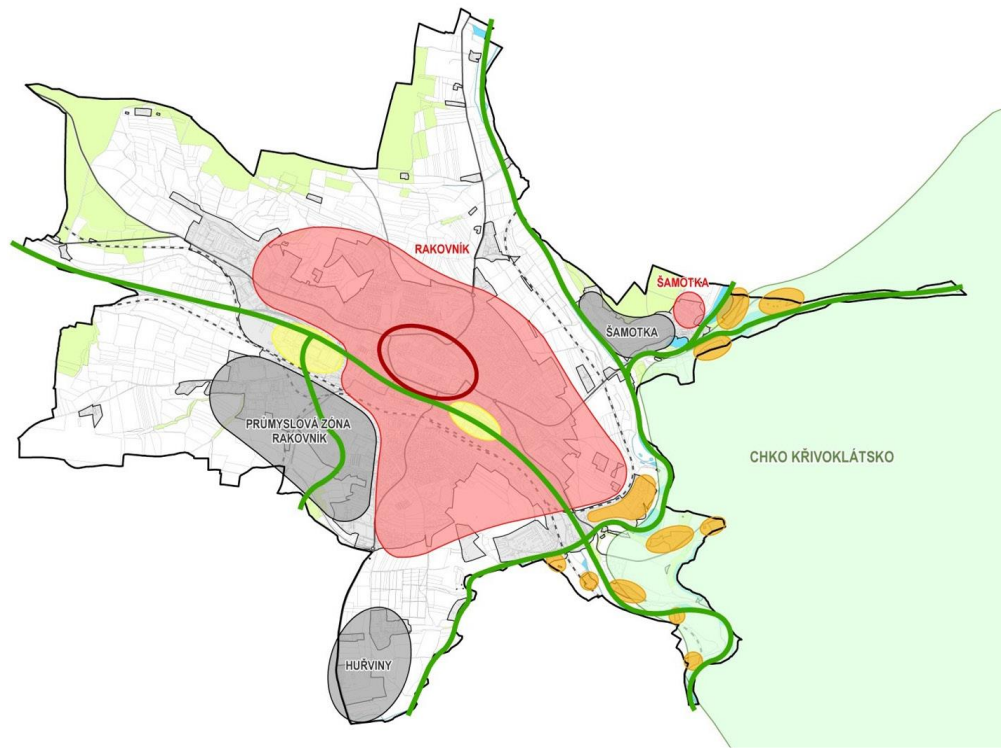 RAKOVNÍK
ŠAMOTKA
ŠAMOTKA
PRŮMYSLOVÁ ZÓNA
RAKOVNÍK
CHKO KŘIVOKLÁTSKO
HUŘVINY